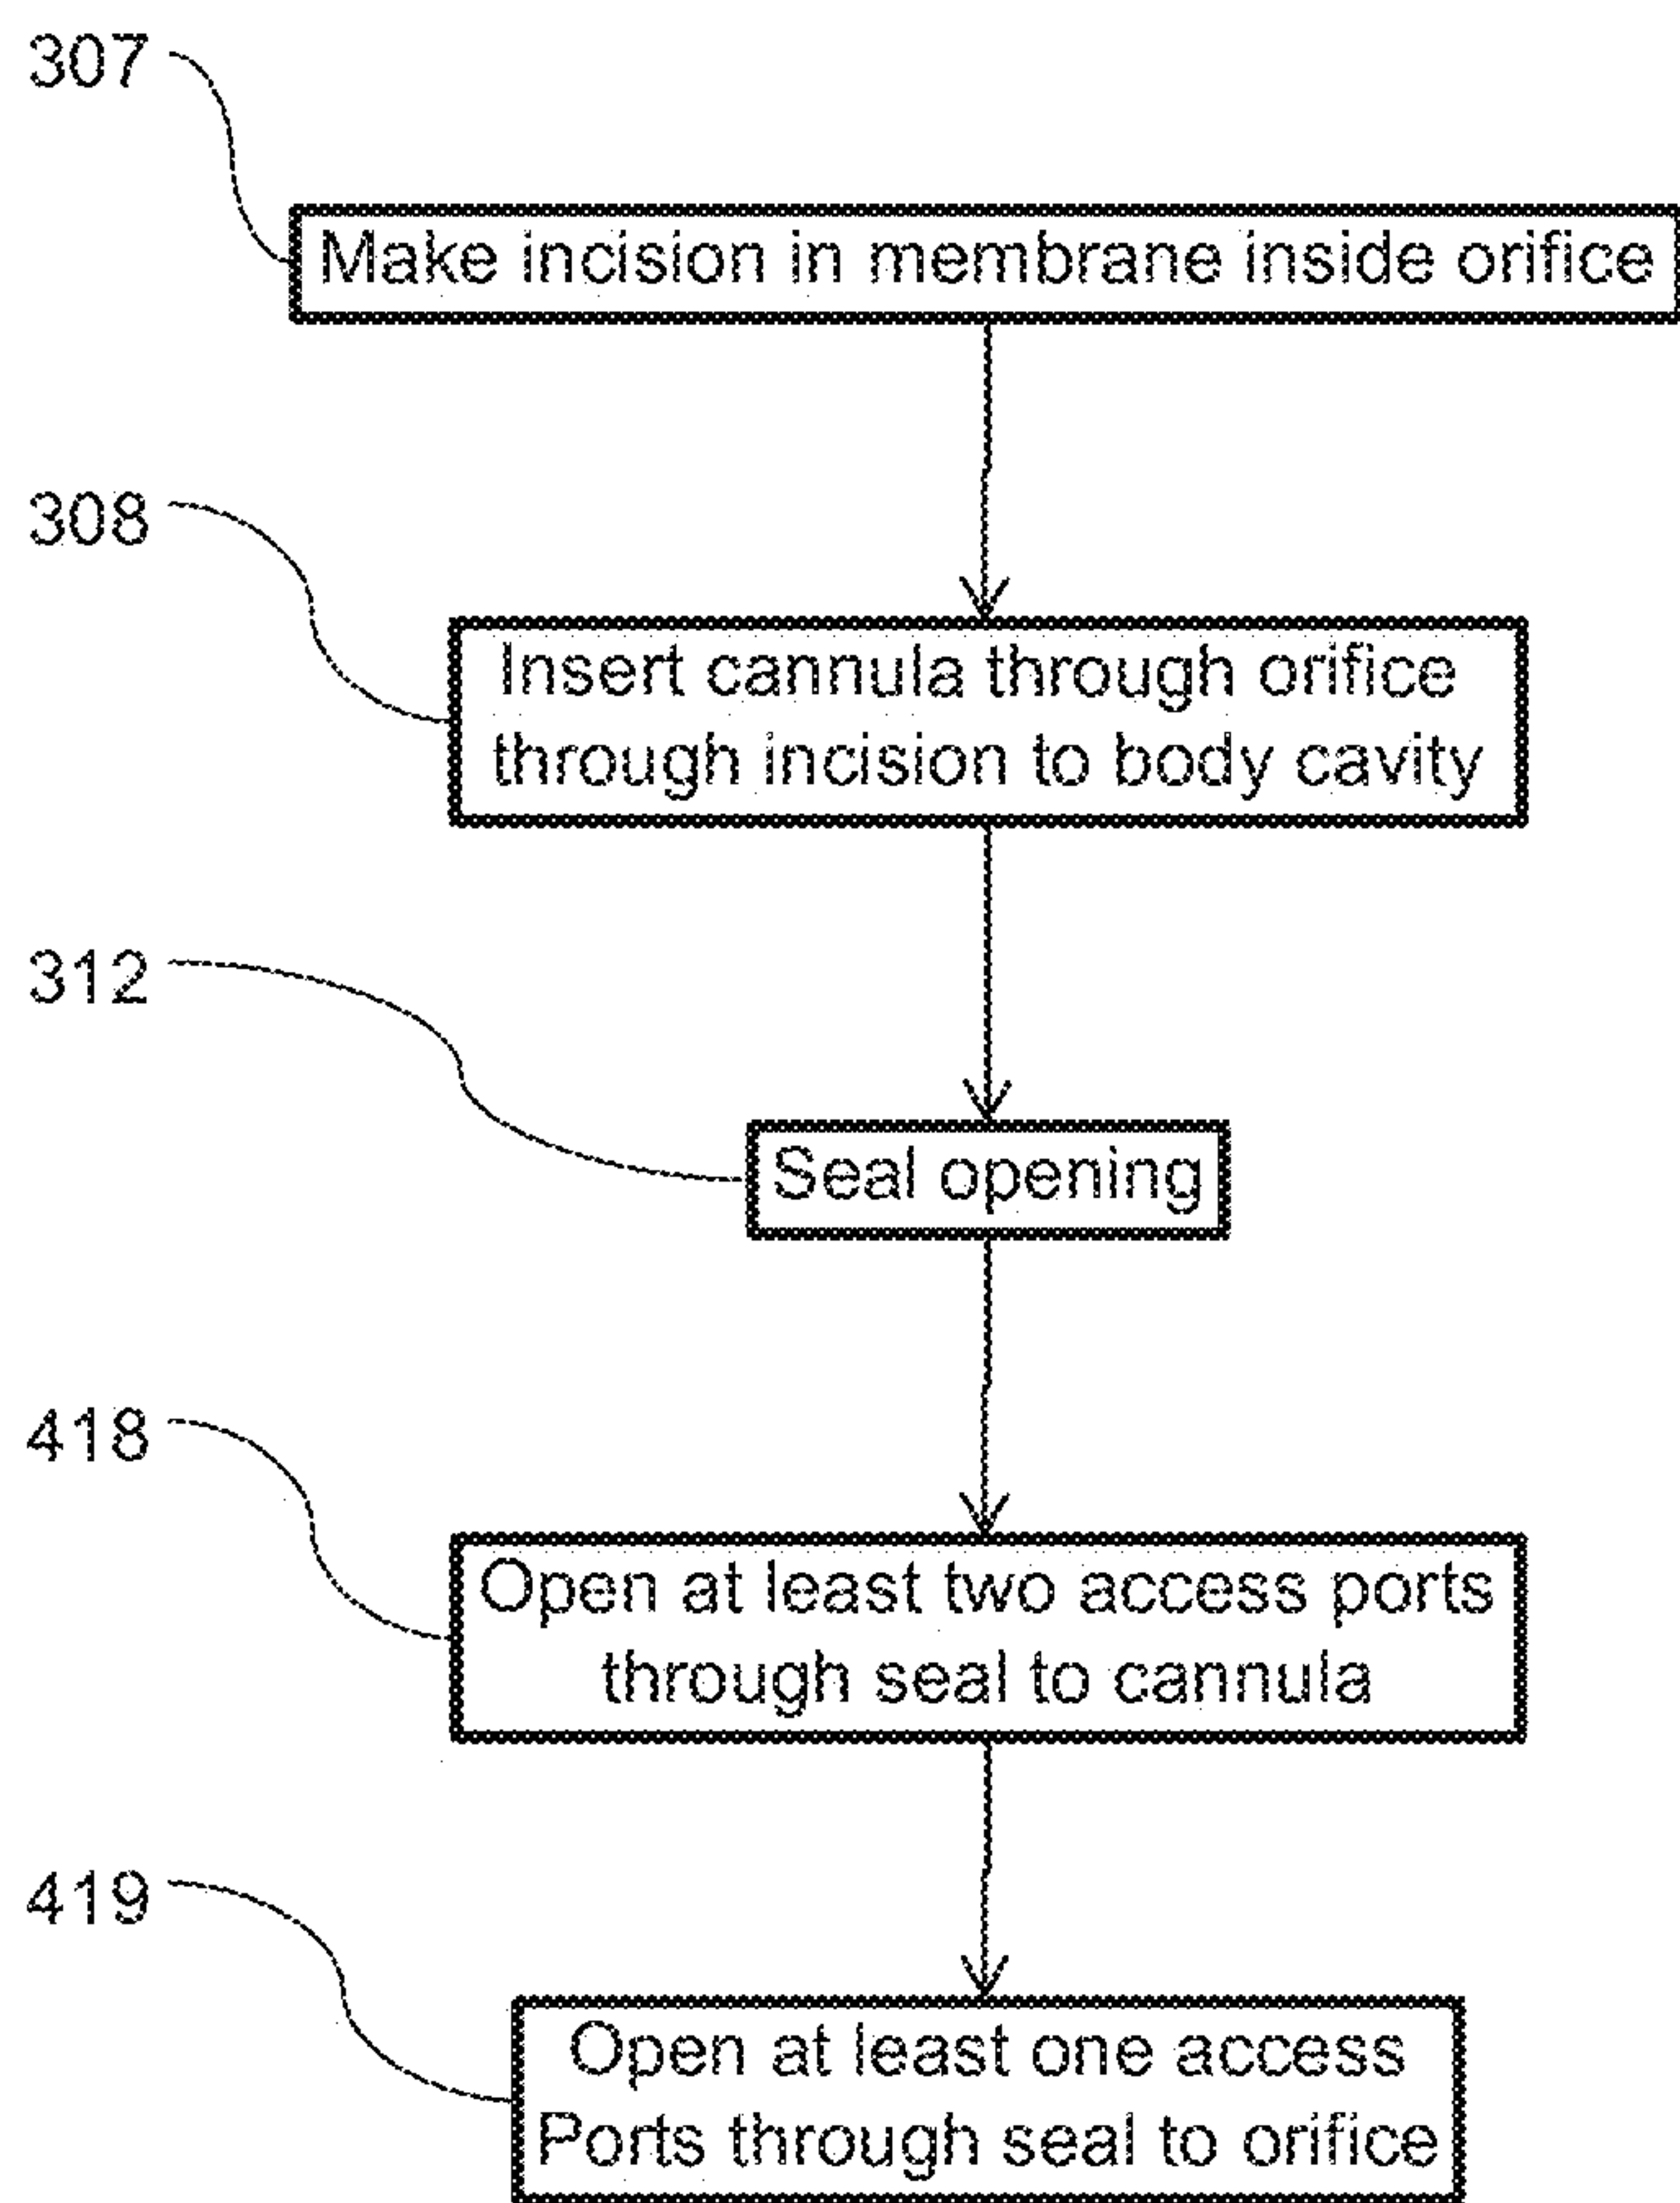 307
Make incision in membrane inside orifice
308
Insert cannula through orifice
through incision to body cavity
312
Seal opening
418
Open at least two access ports
through seal to cannula
419
Open at least one access
Ports through seal to orifice